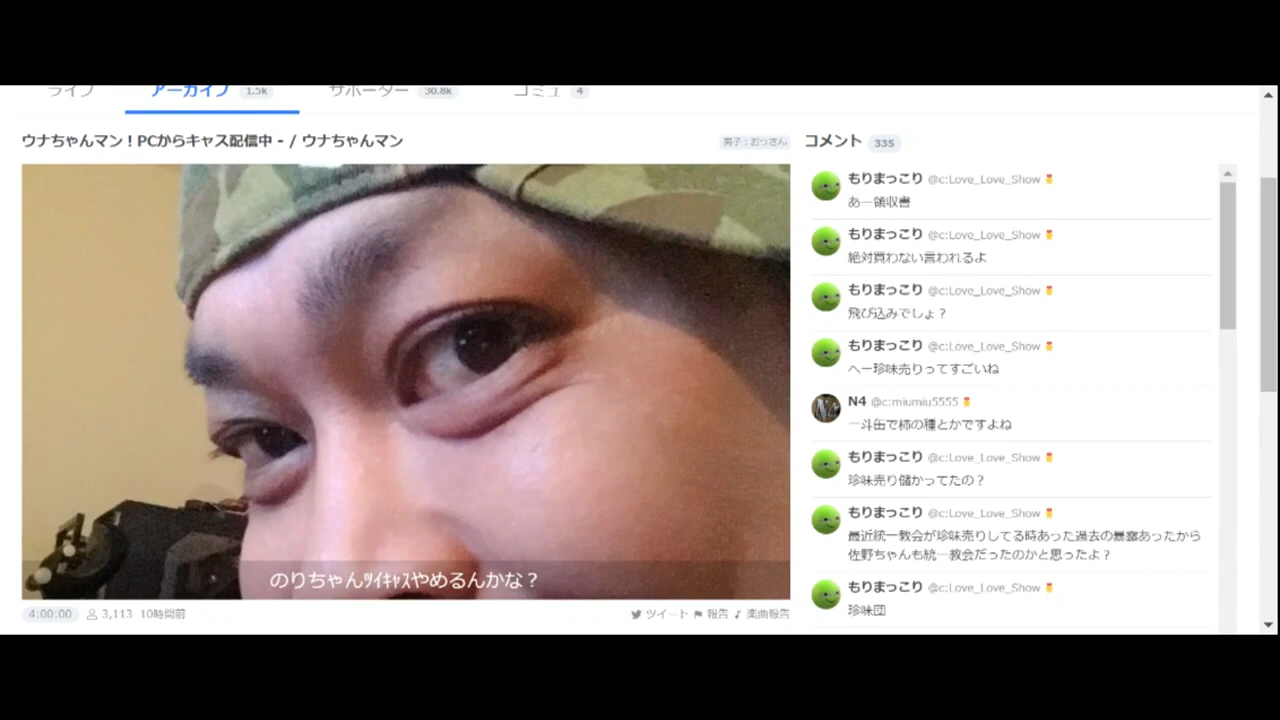 ライブ
アーカイブ 1.5k
サポーター 30.8k
コミュ 4
ウナちゃんマン！PCからキャス配信中 - / ウナちゃんマン
男子：おっさん
のりちゃんﾂｲｷｬｽやめるんかな？
4:00:00 3,113 10時間前
ツイート 報告 楽曲報告
コメント 335
もりまっこり @c:Love_Love_Show
あー領収書
もりまっこり @c:Love_Love_Show
絶対買わない言われるよ
もりまっこり @c:Love_Love_Show
飛び込みでしょ？
もりまっこり @c:Love_Love_Show
へー珍味売りってすごいね
N4 @c:miumiu5555
一斗缶で柿の種とかですよね
もりまっこり @c:Love_Love_Show
珍味売り儲かってたの？
もりまっこり @c:Love_Love_Show
最近統一教会が珍味売りしてる時あった過去の暴露あったから
佐野ちゃんも統一教会だったのかと思ったよ？
もりまっこり @c:Love_Love_Show
珍味団